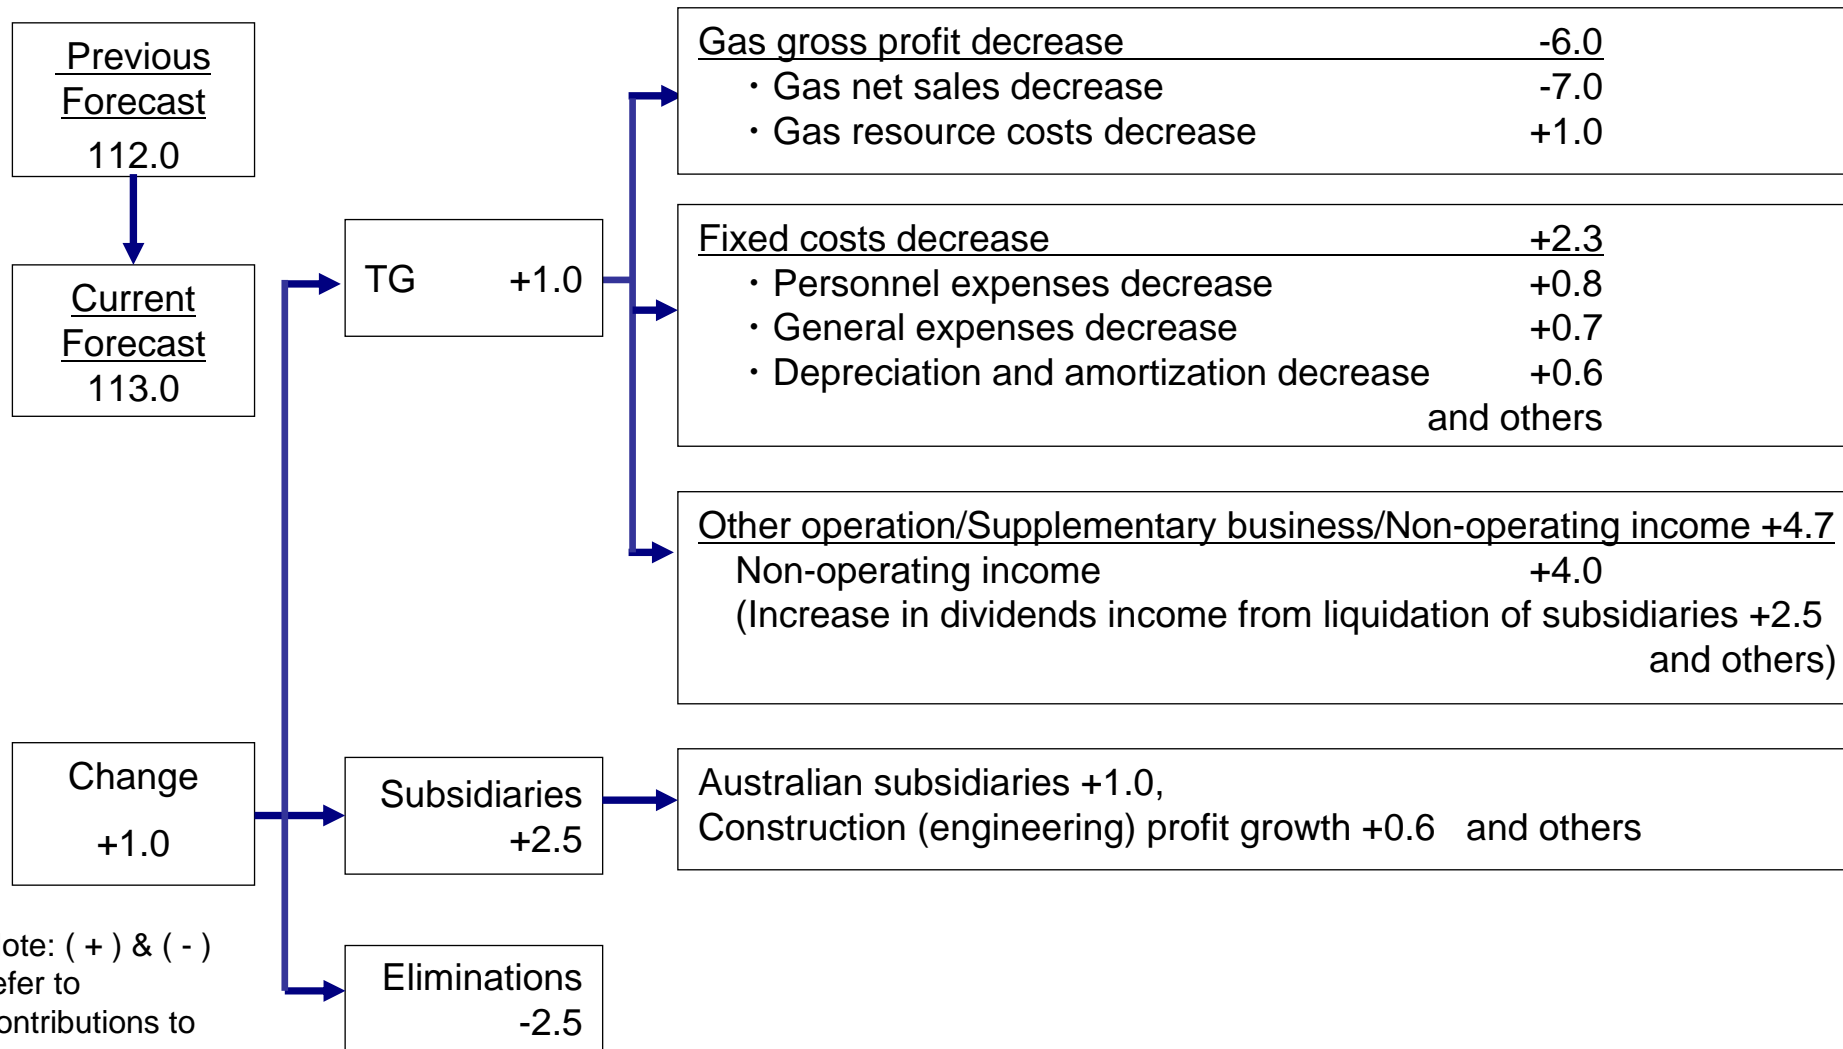 Previous
Forecast
112.0
Current
Forecast
113.0
Change
+1.0
TG +1.0
Subsidiaries
+2.5
Eliminations
-2.5
Gas gross profit decrease -6.0
・Gas net sales decrease -7.0
・Gas resource costs decrease +1.0
Fixed costs decrease +2.3
・Personnel expenses decrease +0.8
・General expenses decrease +0.7
・Depreciation and amortization decrease +0.6
and others
Other operation/Supplementary business/Non-operating income +4.7
Non-operating income +4.0
(Increase in dividends income from liquidation of subsidiaries +2.5
and others)
Australian subsidiaries +1.0,
Construction (engineering) profit growth +0.6 and others
ote: ( + ) & ( - )
efer to
ontributions to